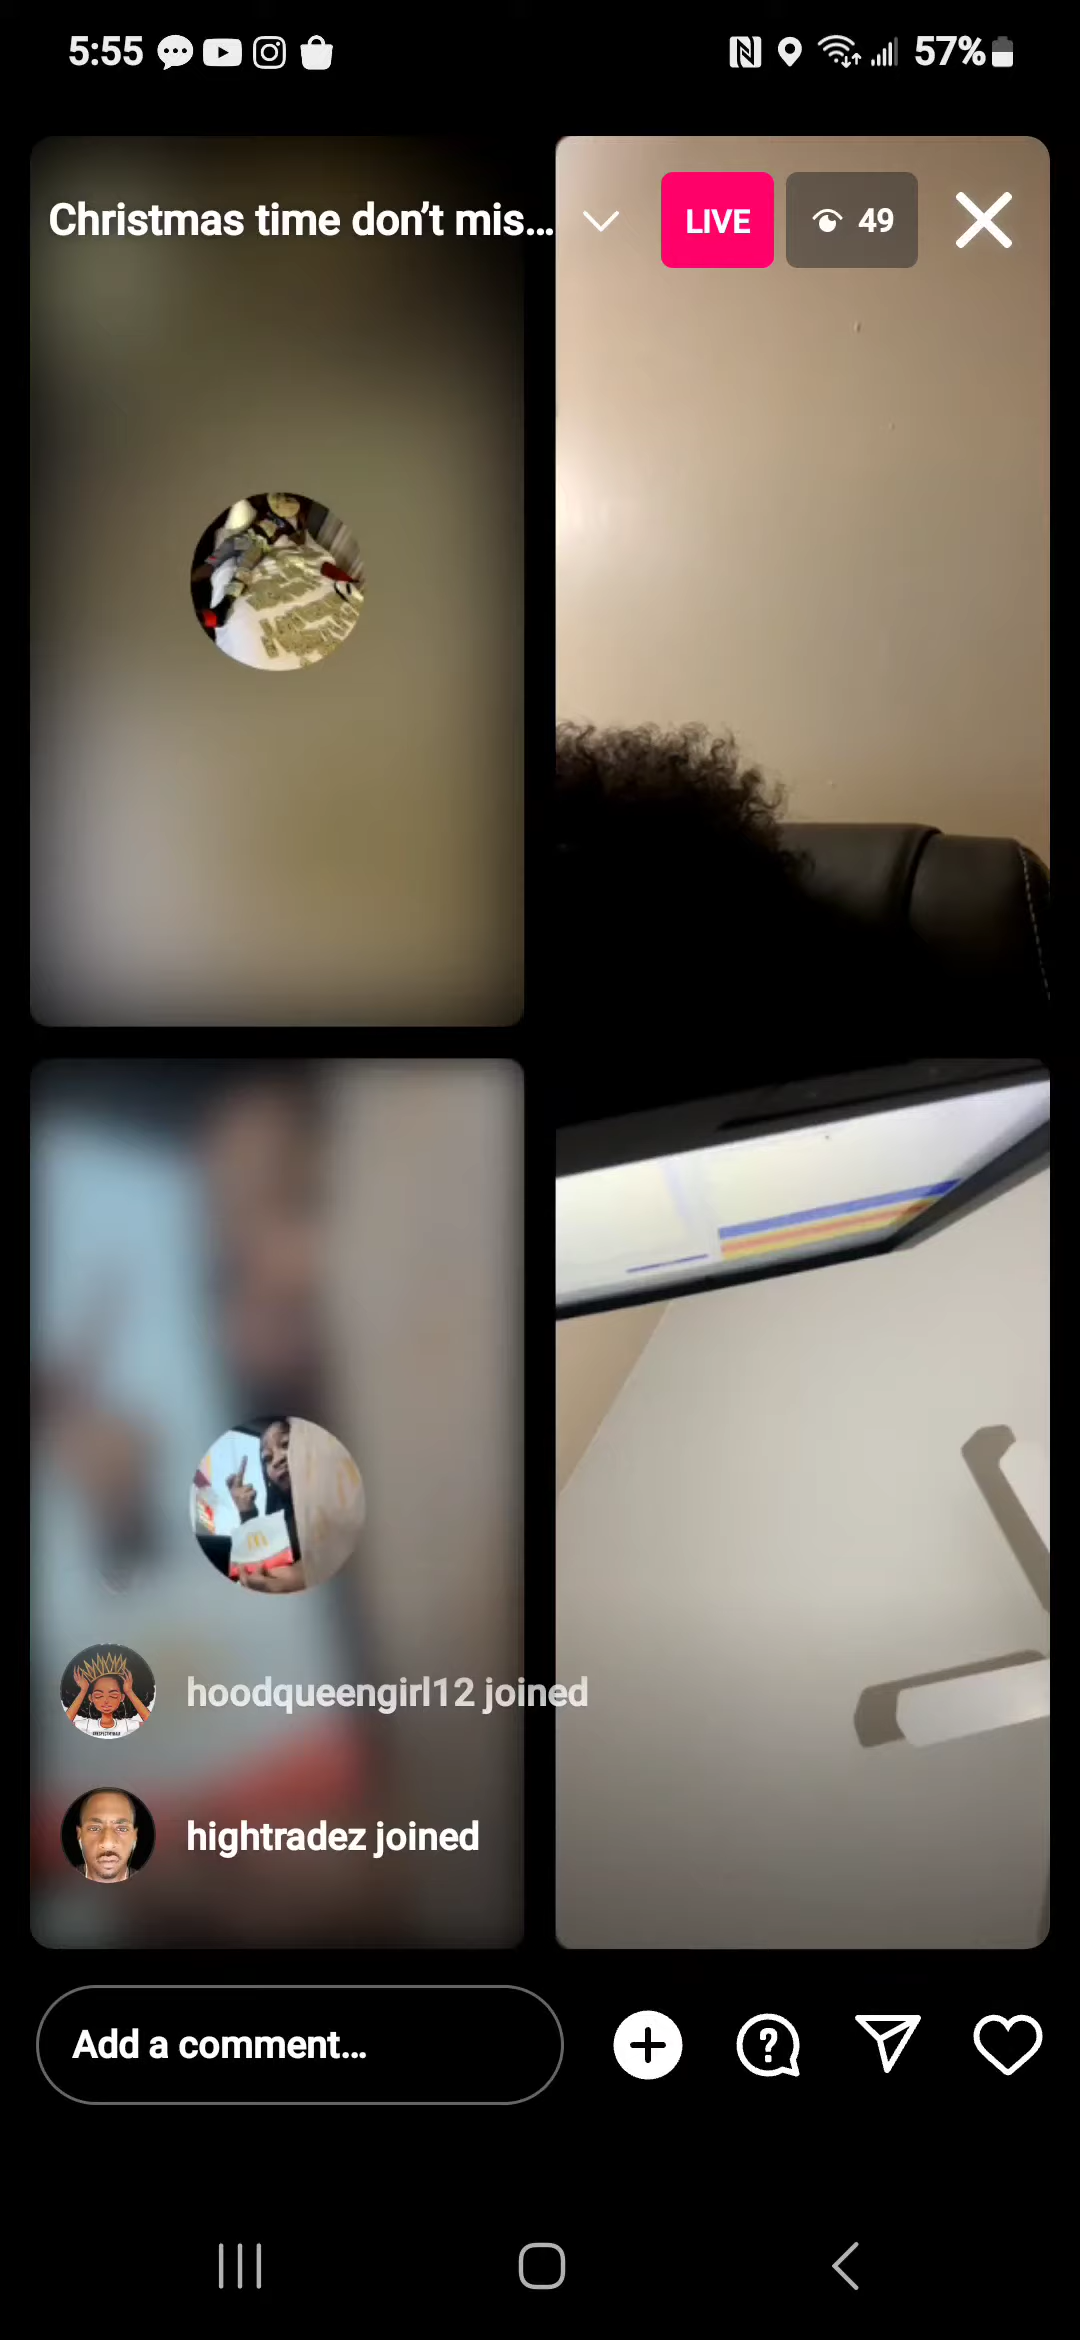 5:55
57%
Christmas time don't mis...
LIVE
49
hoodqueengirl12 joined
hightradez joined
Add a comment...